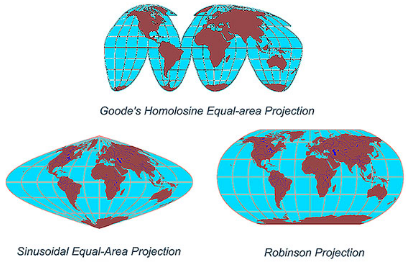 Goode's Homolosine Equal-area Projection
Sinusoidal Equal-Area Projection
Robinson Projection